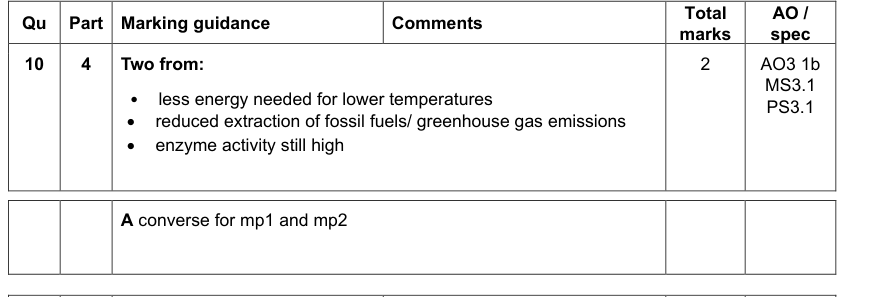 Qu Part Marking guidance Comments Total marks AO / spec
10 4 Two from: 2 AO3 1b
MS3.1
PS3.1
• less energy needed for lower temperatures
• reduced extraction of fossil fuels/ greenhouse gas emissions
• enzyme activity still high
A converse for mp1 and mp2